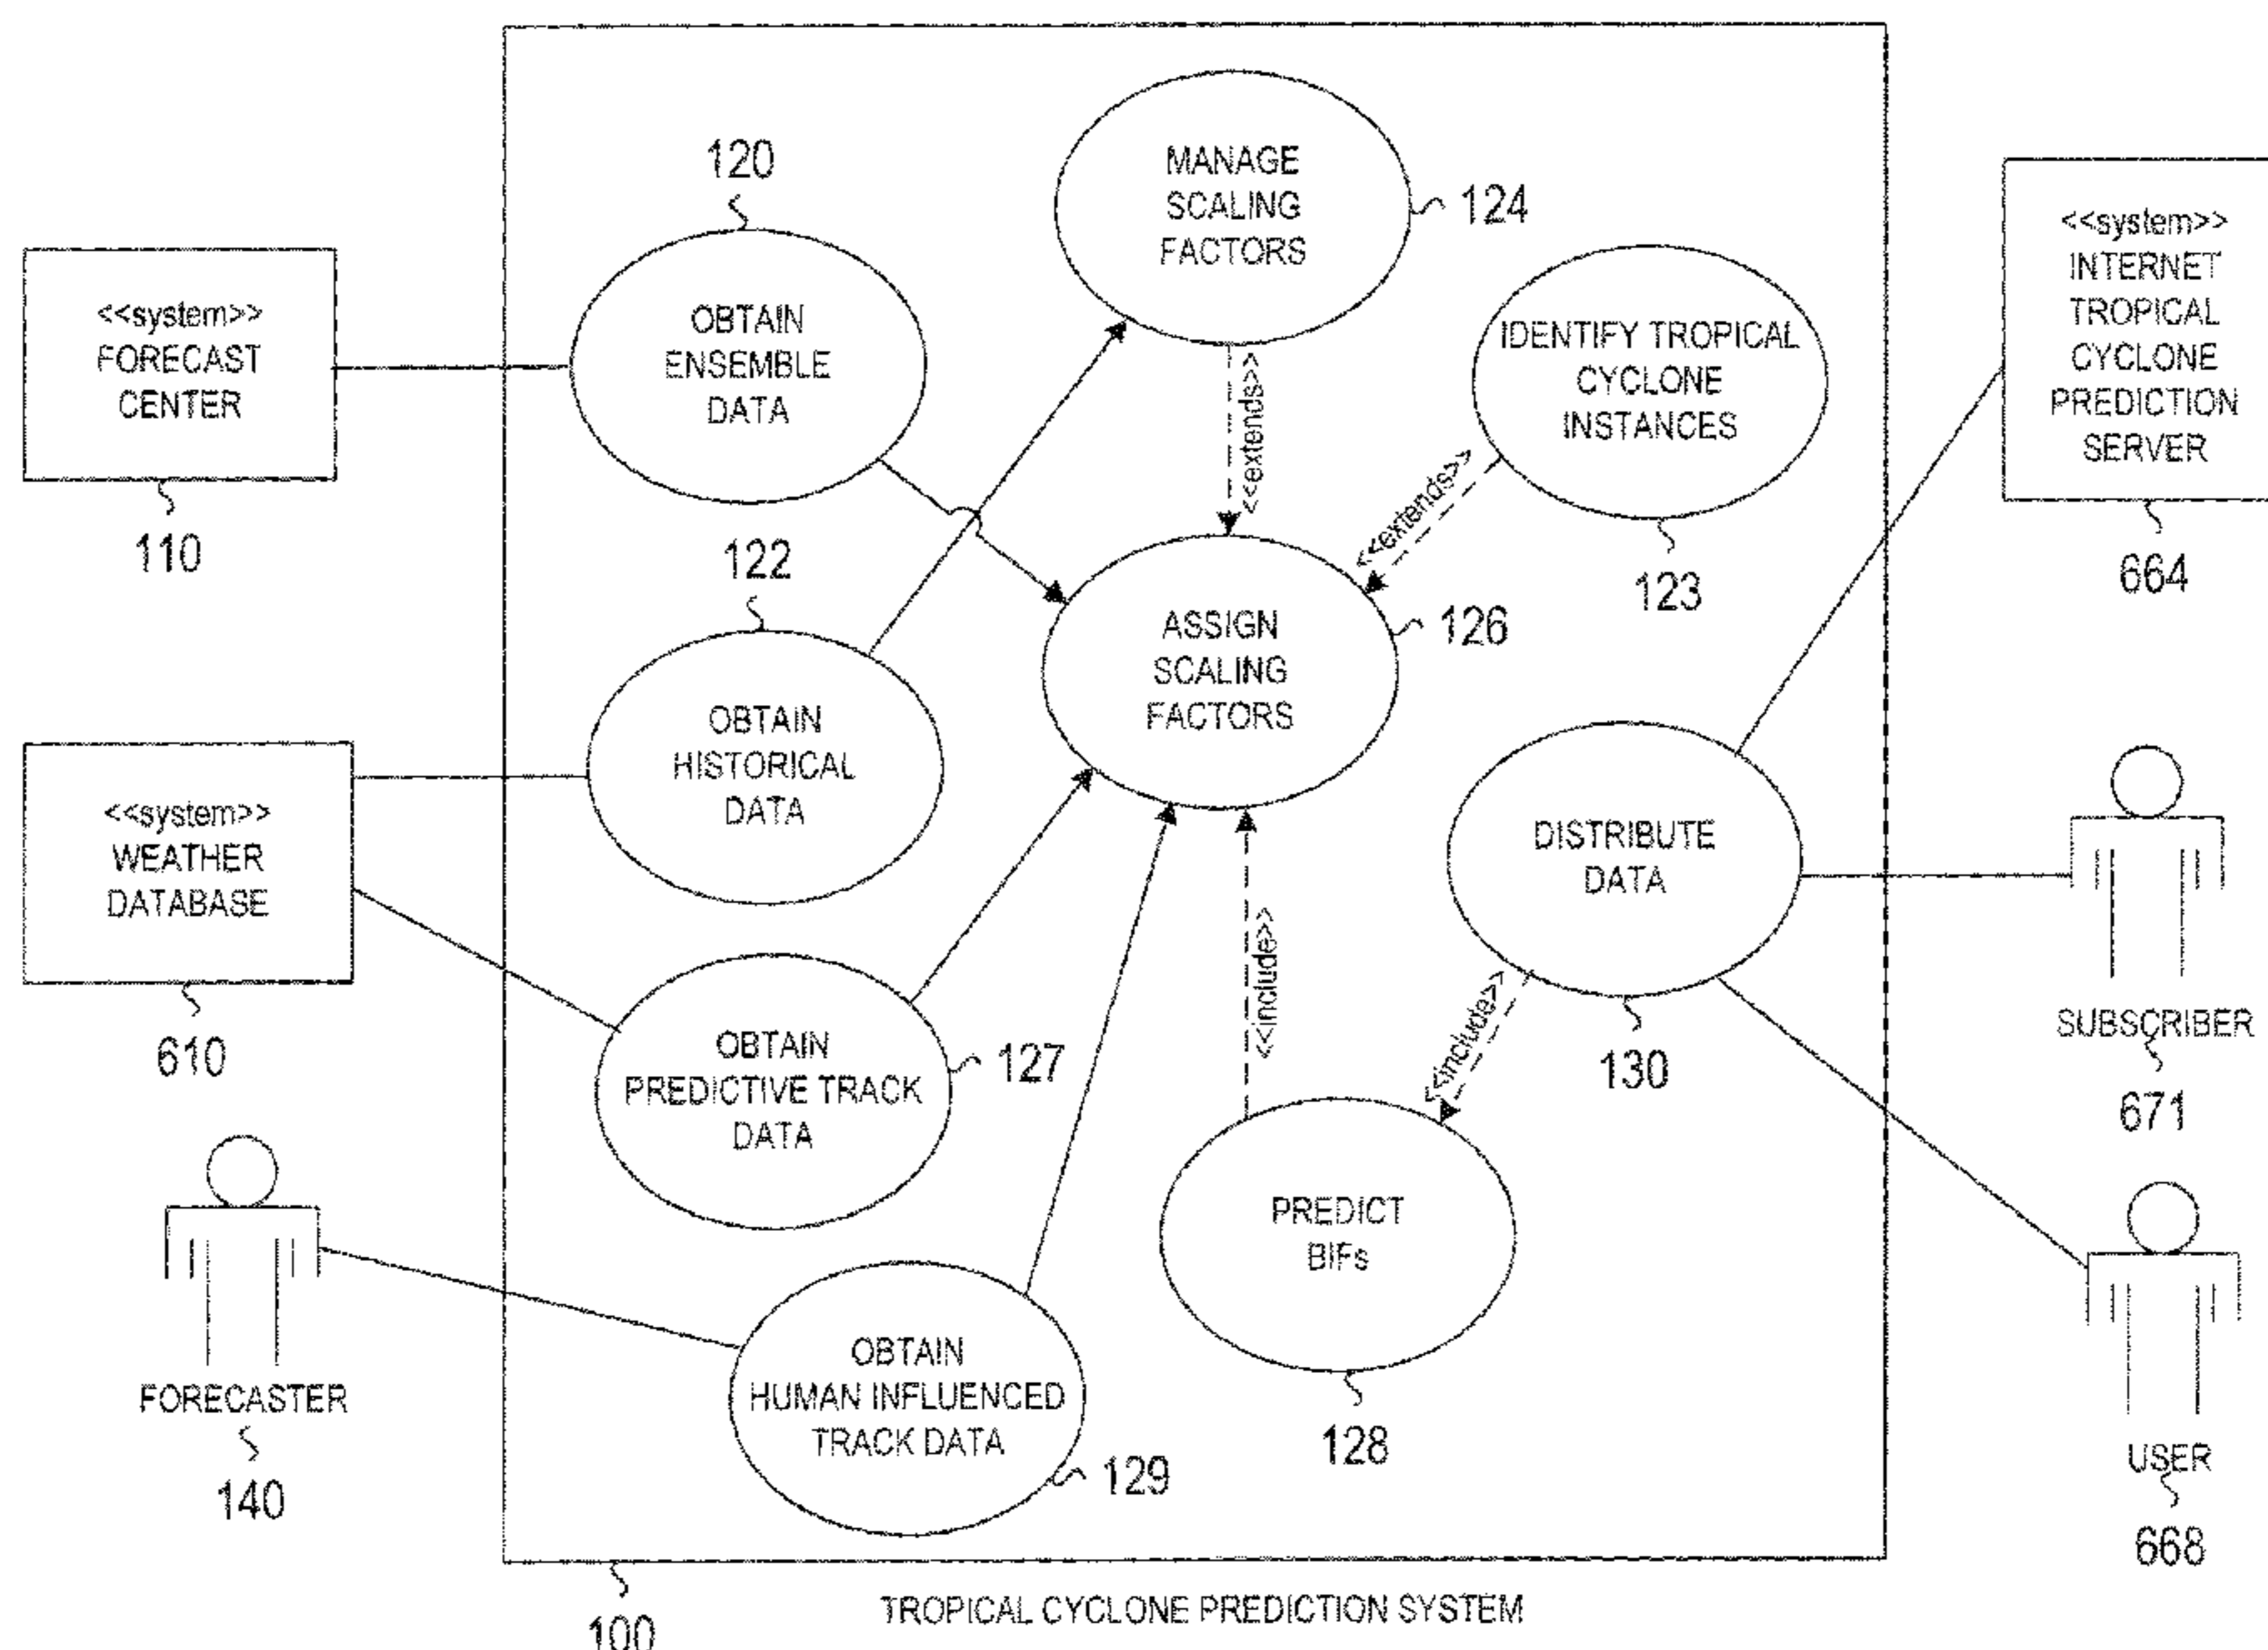 120
MANAGE
SCALING
FACTORS
124
<<system>>
FORECAST
CENTER
110
OBTAIN
ENSEMBLE
DATA
<<extends>>
IDENTIFY TROPICAL
CYCLONE
INSTANCES
123
<<extends>>
<<system>>
INTERNET
TROPICAL
CYCLONE
PREDICTION
SERVER
664
122
ASSIGN
SCALING
FACTORS
126
OBTAIN
HISTORICAL
DATA
<<system>>
WEATHER
DATABASE
610
DISTRIBUTE
DATA
130
<<include>>
<<include>>
SUBSCRIBER
671
OBTAIN
PREDICTIVE TRACK
DATA
127
PREDICT
BIFs
128
FORECASTER
140
OBTAIN
HUMAN INFLUENCED
TRACK DATA
129
USER
668
100
TROPICAL CYCLONE PREDICTION SYSTEM